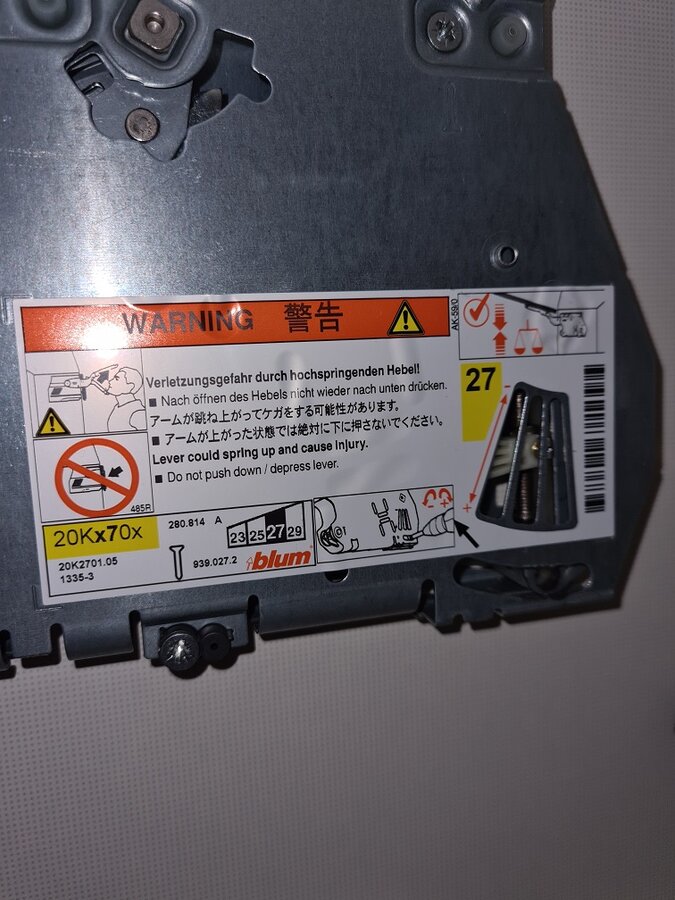 WARNING 警告
AK-59/0
Verletzungsgefahr durch hochspringenden Hebel!
■ Nach öffnen des Hebels nicht wieder nach unten drücken.
アームが跳ね上がってケガをする可能性があります。
■ アームが上がった状態では絶対に下に押さないでください。
Lever could spring up and cause injury.
■ Do not push down / depress lever.
485R
27
-
+
20Kx70x
20K2701.05
1335-3
280.814 A
939.027.2
23 25 27 29
blum
- +